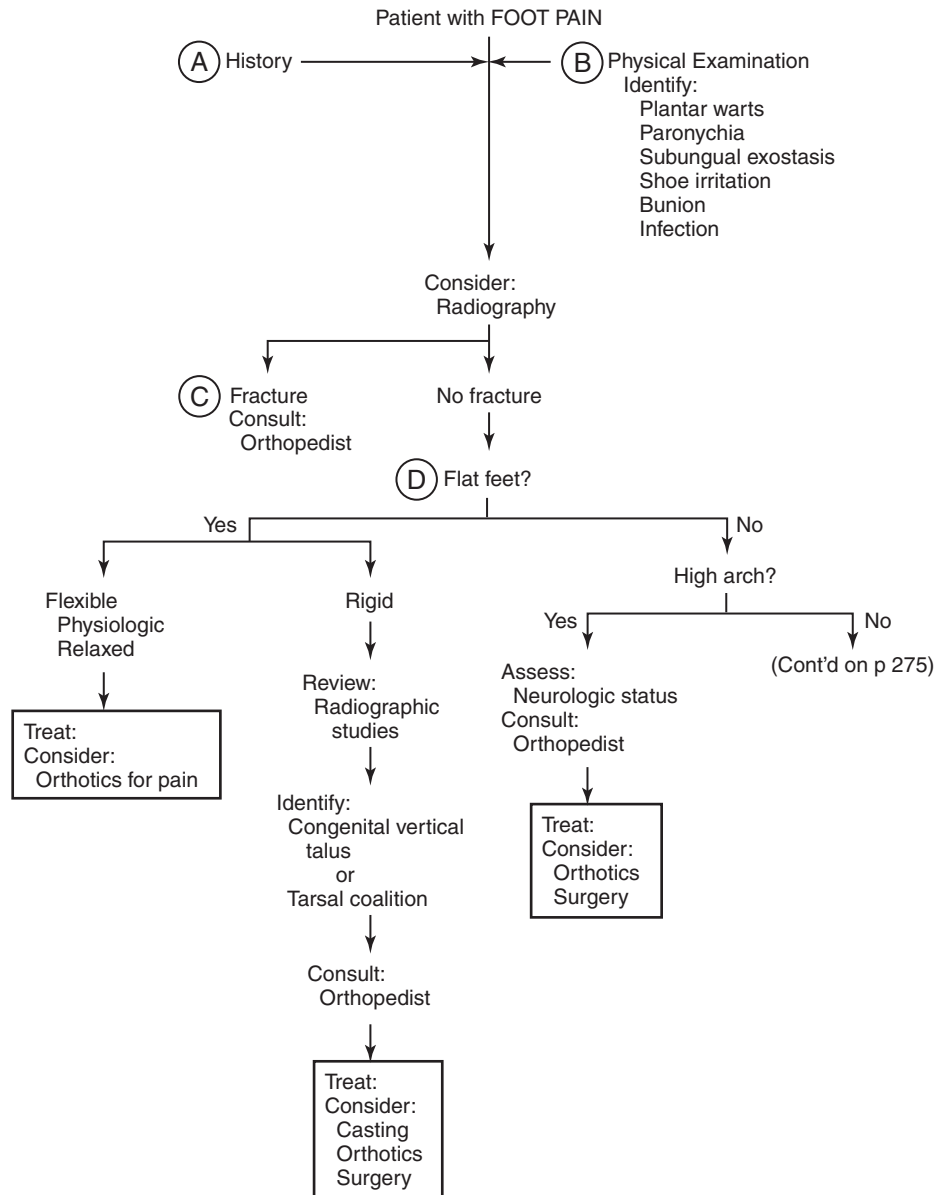 Patient with FOOT PAIN
A History
B Physical Examination
Identify:
Plantar warts
Paronychia
Subungual exostasis
Shoe irritation
Bunion
Infection
Consider:
Radiography
C Fracture
Consult:
Orthopedist
No fracture
D Flat feet?
Yes
No
Flexible
Physiologic
Relaxed
Treat:
Consider:
Orthotics for pain
Rigid
Review:
Radiographic
studies
Identify:
Congenital vertical
talus
or
Tarsal coalition
Consult:
Orthopedist
Treat:
Consider:
Casting
Orthotics
Surgery
High arch?
Yes
No
Assess:
Neurologic status
Consult:
Orthopedist
Treat:
Consider:
Orthotics
Surgery
(Cont'd on p 275)